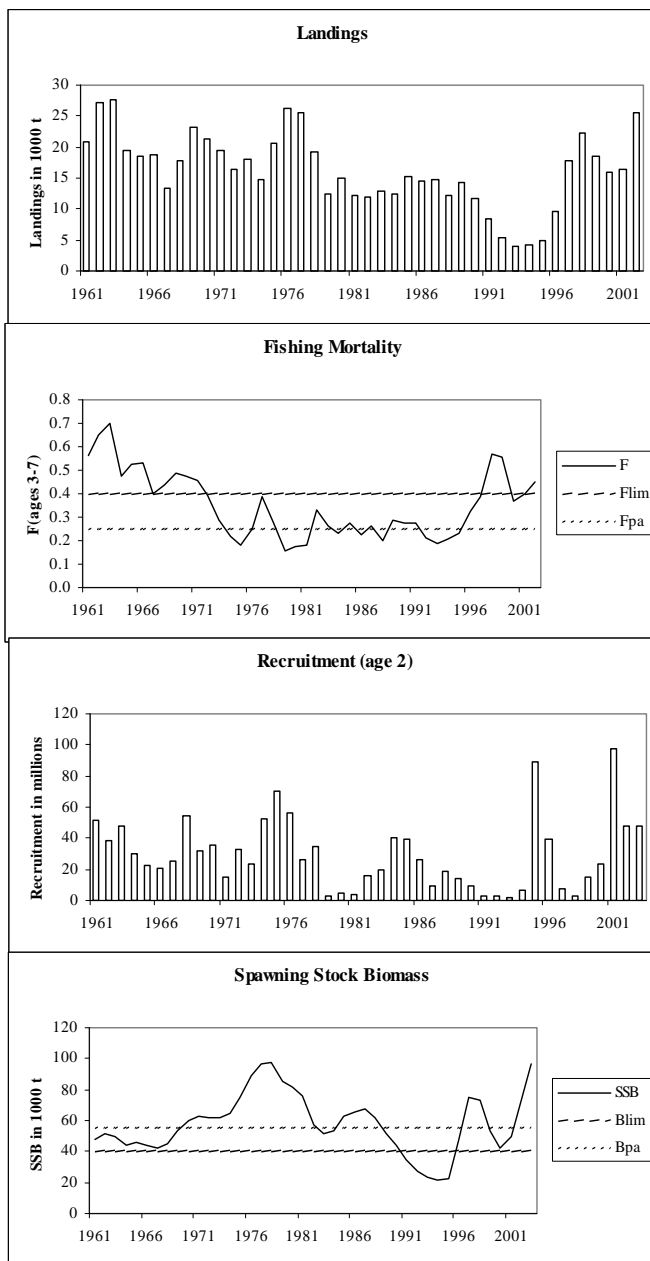 Landings
Landings in 1000 t
30
25
20
15
10
5
0
1961 1966 1971 1976 1981 1986 1991 1996 2001
Fishing Mortality
F(ages 3-7)
0.8
0.7
0.6
0.5
0.4
0.3
0.2
0.1
0.0
1961 1966 1971 1976 1981 1986 1991 1996 2001
F
Flim
Fpa
Recruitment (age 2)
Recruitment in millions
120
100
80
60
40
20
0
1961 1966 1971 1976 1981 1986 1991 1996 2001
Spawning Stock Biomass
SSB in 1000 t
120
100
80
60
40
20
0
1961 1966 1971 1976 1981 1986 1991 1996 2001
SSB
Blim
Bpa